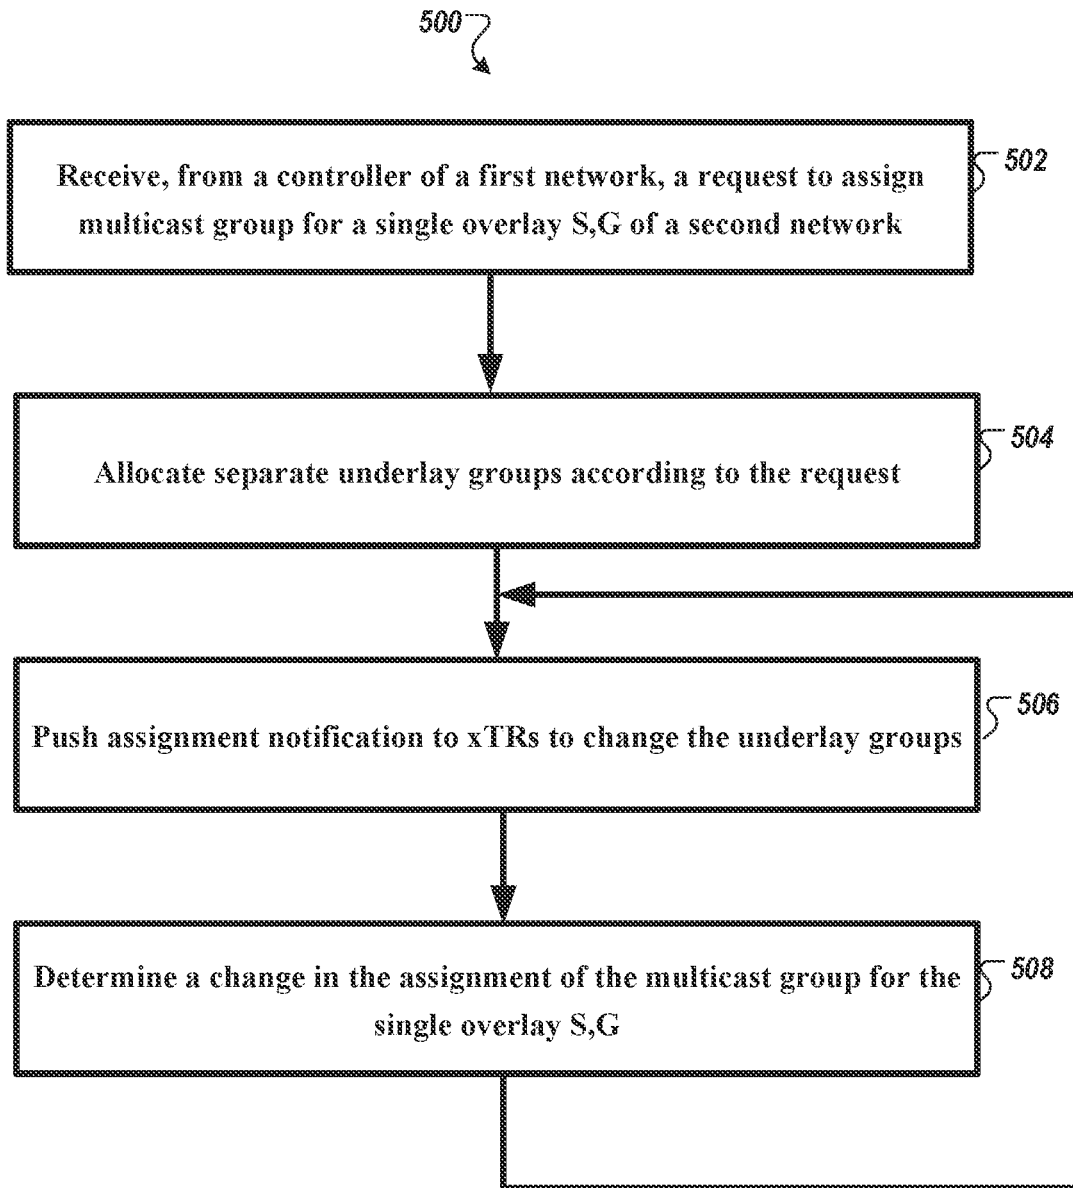 500
Receive, from a controller of a first network, a request to assign
multicast group for a single overlay S,G of a second network
502
Allocate separate underlay groups according to the request
504
Push assignment notification to xTRs to change the underlay groups
506
Determine a change in the assignment of the multicast group for the
single overlay S,G
508